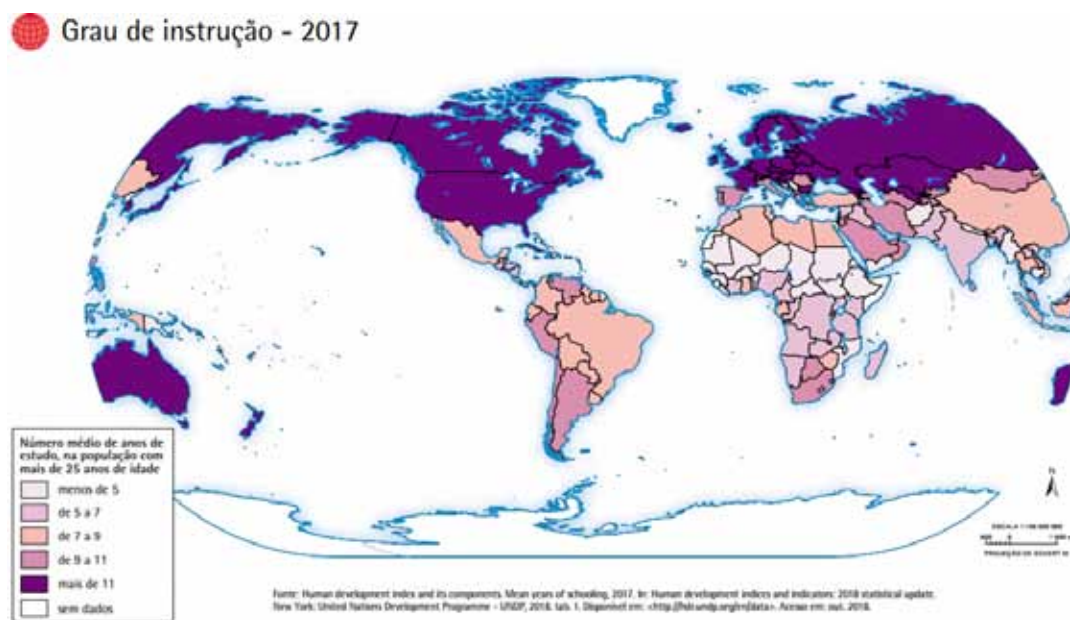 Grau de instrução - 2017
Número médio de anos de
estudo, na população com
mais de 25 anos de idade
menos de 5
de 5 a 7
de 7 a 9
de 9 a 11
mais de 11
sem dados
N
Fonte: Human development index and its components. Mean years of schooling, 2017. In: Human development indices and indicators: 2018 statistical update.
New York: United Nations Development Programme - UNDP, 2018. tab. 1. Disponível em: <http://hdr.undp.org/en/data>. Acesso em: out. 2018.